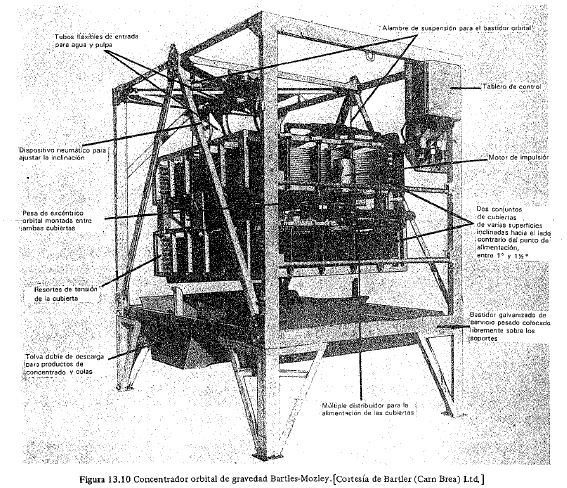 Tubos flexibles de entrada
para agua y pulpa
Alambre de suspensión para el bastidor orbital
Tablero de control
Dispositivo neumático para
ajustar la inclinación
Motor de impulsión
Pesa de excéntrico
orbital montada entre
ambas cubiertas
Dos conjuntos
de cubiertas
de varias superficies
inclinadas hacia el lado
contrario del punto de
alimentación,
entre 1° y 1½°
Resortes de tensión
de la cubierta
Bastidor galvanizado de
servicio pesado colocado
libremente sobre los
soportes
Tolva doble de descarga
para productos de
concentrado y colas
Múltiple distribuidor para la
alimentación de las cubiertas
Figura 13.10 Concentrador orbital de gravedad Bartles-Mozley. [Cortesía de Bartler (Carn Brea) Ltd.]